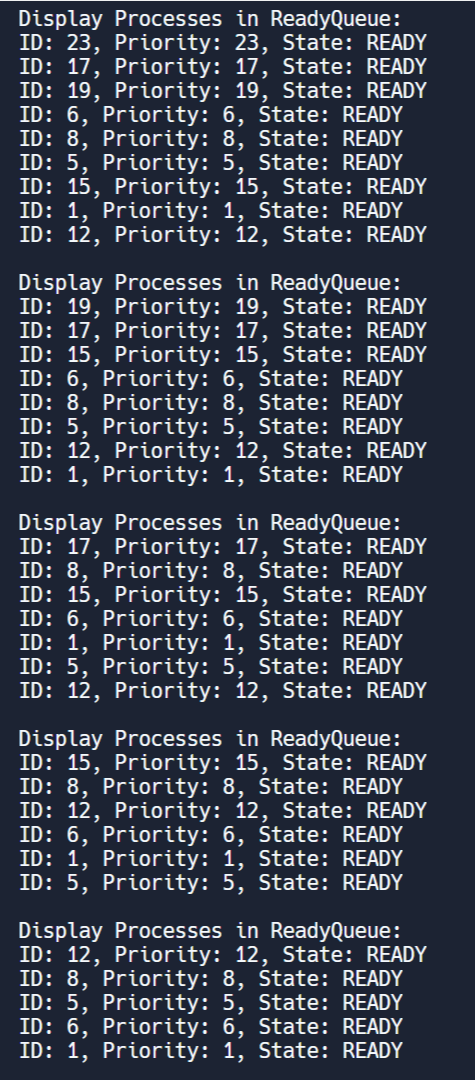 Display Processes in ReadyQueue:
ID: 23, Priority: 23, State: READY
ID: 17, Priority: 17, State: READY
ID: 19, Priority: 19, State: READY
ID: 6, Priority: 6, State: READY
ID: 8, Priority: 8, State: READY
ID: 5, Priority: 5, State: READY
ID: 15, Priority: 15, State: READY
ID: 1, Priority: 1, State: READY
ID: 12, Priority: 12, State: READY

Display Processes in ReadyQueue:
ID: 19, Priority: 19, State: READY
ID: 17, Priority: 17, State: READY
ID: 15, Priority: 15, State: READY
ID: 6, Priority: 6, State: READY
ID: 8, Priority: 8, State: READY
ID: 5, Priority: 5, State: READY
ID: 12, Priority: 12, State: READY
ID: 1, Priority: 1, State: READY

Display Processes in ReadyQueue:
ID: 17, Priority: 17, State: READY
ID: 8, Priority: 8, State: READY
ID: 15, Priority: 15, State: READY
ID: 6, Priority: 6, State: READY
ID: 1, Priority: 1, State: READY
ID: 5, Priority: 5, State: READY
ID: 12, Priority: 12, State: READY

Display Processes in ReadyQueue:
ID: 15, Priority: 15, State: READY
ID: 8, Priority: 8, State: READY
ID: 12, Priority: 12, State: READY
ID: 6, Priority: 6, State: READY
ID: 1, Priority: 1, State: READY
ID: 5, Priority: 5, State: READY

Display Processes in ReadyQueue:
ID: 12, Priority: 12, State: READY
ID: 8, Priority: 8, State: READY
ID: 5, Priority: 5, State: READY
ID: 6, Priority: 6, State: READY
ID: 1, Priority: 1, State: READY